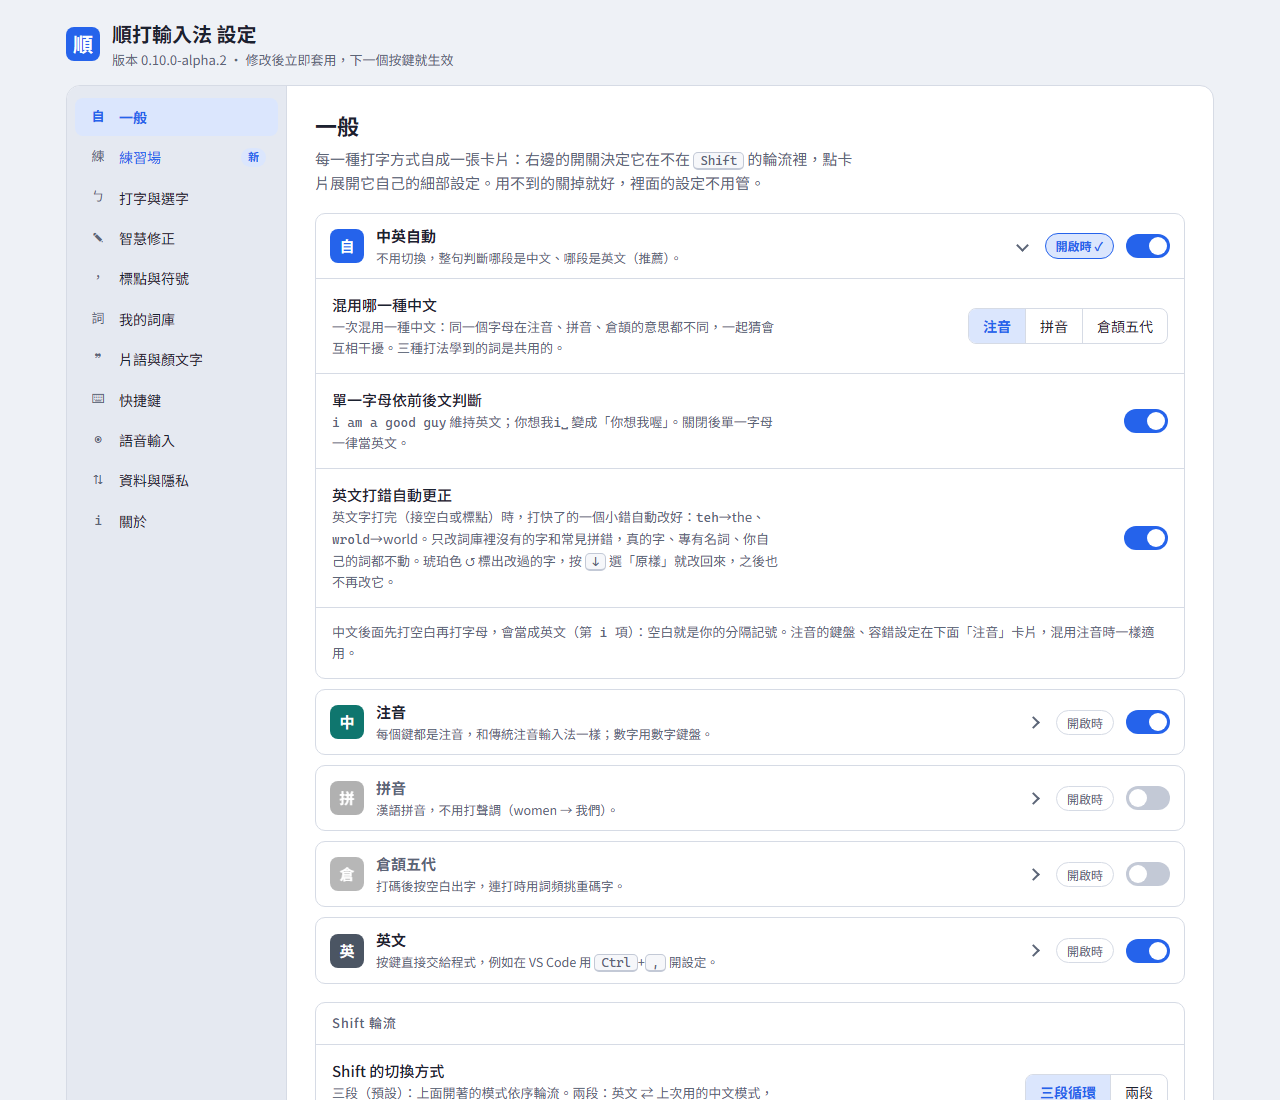 順 順打輸入法 設定
版本 0.10.0-alpha.2 · 修改後立即套用，下一個按鍵就生效
自 一般
練 練習場 新
ㄅ 打字與選字
✎ 智慧修正
， 標點與符號
詞 我的詞庫
” 片語與顏文字
⌨ 快捷鍵
◉ 語音輸入
⇅ 資料與隱私
i 關於
一般
每一種打字方式自成一張卡片：右邊的開關決定它在不在 Shift 的輪流裡，點卡
片展開它自己的細部設定。用不到的關掉就好，裡面的設定不用管。
自 中英自動
不用切換，整句判斷哪段是中文、哪段是英文（推薦）。
開啟時 ✓
混用哪一種中文
一次混用一種中文：同一個字母在注音、拼音、倉頡的意思都不同，一起猜會
互相干擾。三種打法學到的詞是共用的。
注音 拼音 倉頡五代
單一字母依前後文判斷
i am a good guy 維持英文；你想我i␣ 變成「你想我喔」。關閉後單一字母
一律當英文。
英文打錯自動更正
英文字打完（接空白或標點）時，打快了的一個小錯自動改好：teh→the、
wrold→world。只改詞庫裡沒有的字和常見拼錯，真的字、專有名詞、你自
己的詞都不動。琥珀色 ↺ 標出改過的字，按 ↓ 選「原樣」就改回來，之後也
不再改它。
中文後面先打空白再打字母，會當成英文（第 i 項）：空白就是你的分隔記號。注音的鍵盤、容錯設定在下面「注音」卡片，混用注音時一樣適
用。
中 注音
每個鍵都是注音，和傳統注音輸入法一樣；數字用數字鍵盤。
開啟時
拼 拼音
漢語拼音，不用打聲調（women → 我們）。
開啟時
倉 倉頡五代
打碼後按空白出字，連打時用詞頻挑重碼字。
開啟時
英 英文
按鍵直接交給程式，例如在 VS Code 用 Ctrl+, 開設定。
開啟時
Shift 輪流
Shift 的切換方式
三段（預設）：上面開著的模式依序輪流。兩段：英文 ⇄ 上次用的中文模式，
三段循環 兩段